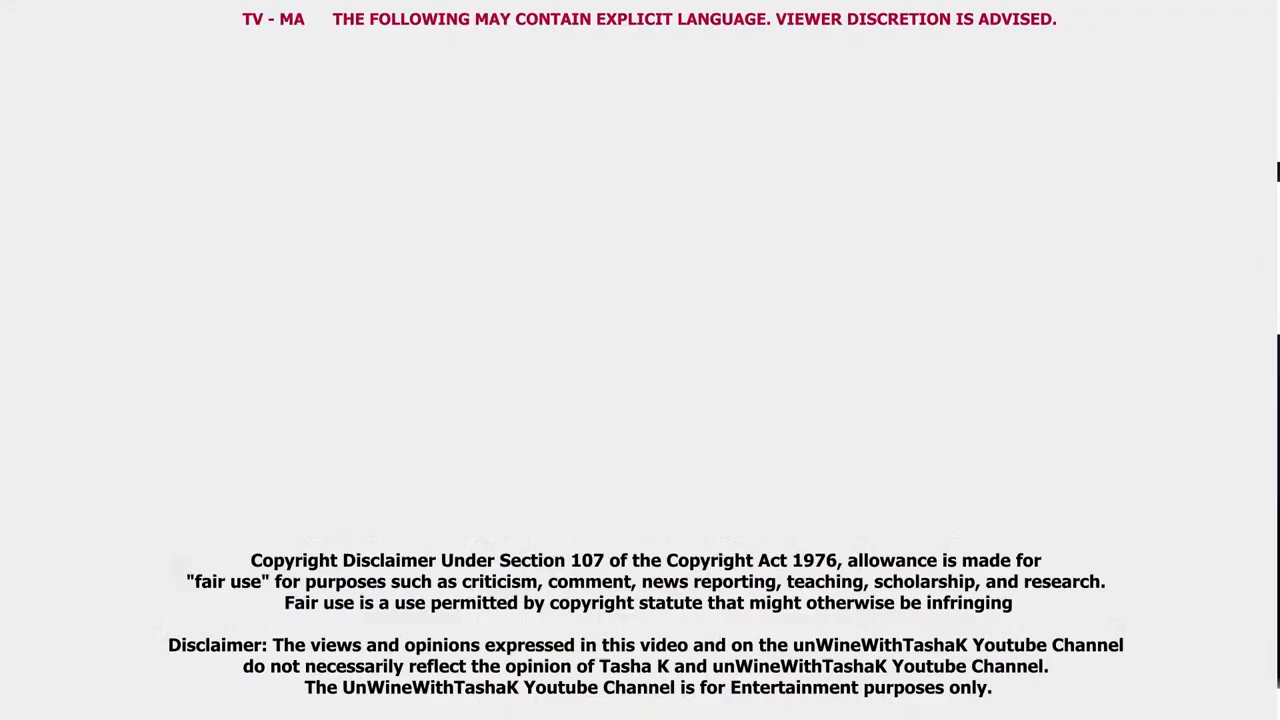 TV - MA THE FOLLOWING MAY CONTAIN EXPLICIT LANGUAGE. VIEWER DISCRETION IS ADVISED.
Copyright Disclaimer Under Section 107 of the Copyright Act 1976, allowance is made for
"fair use" for purposes such as criticism, comment, news reporting, teaching, scholarship, and research.
Fair use is a use permitted by copyright statute that might otherwise be infringing
Disclaimer: The views and opinions expressed in this video and on the unWineWithTashaK Youtube Channel
do not necessarily reflect the opinion of Tasha K and unWineWithTashaK Youtube Channel.
The UnWineWithTashaK Youtube Channel is for Entertainment purposes only.